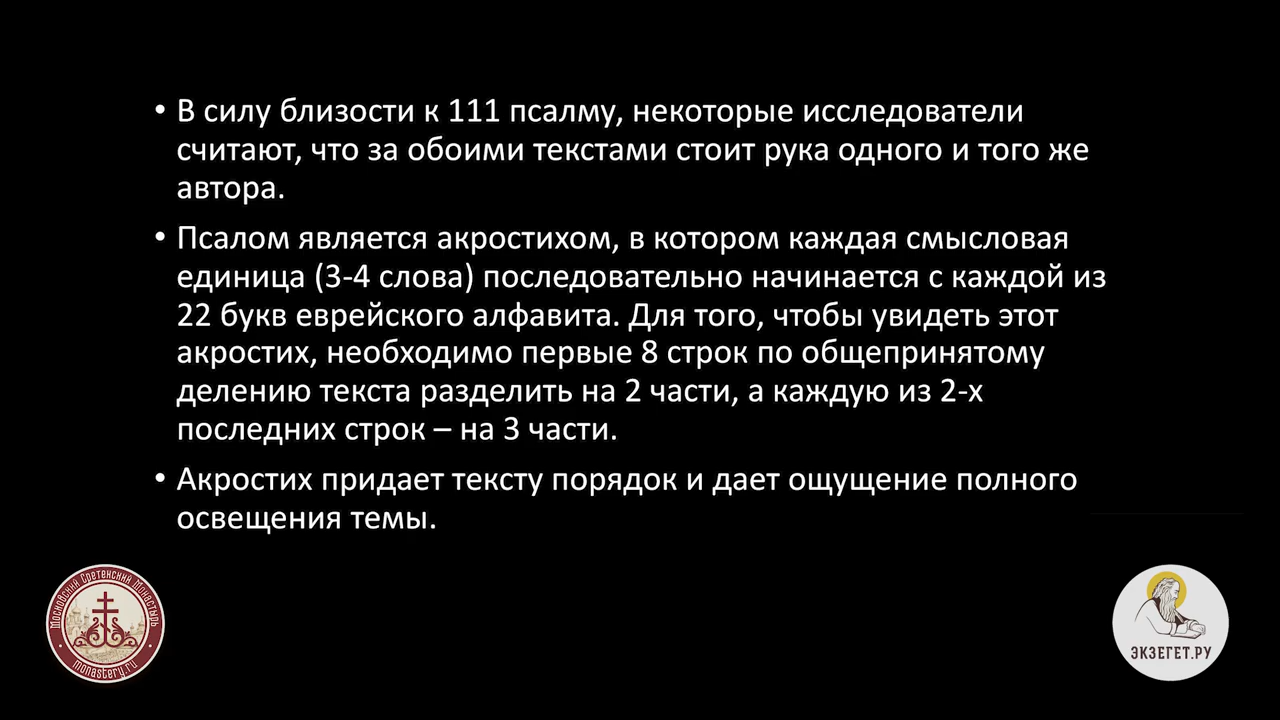 • В силу близости к 111 псалму, некоторые исследователи
считают, что за обоими текстами стоит рука одного и того же
автора.
• Псалом является акростихом, в котором каждая смысловая
единица (3-4 слова) последовательно начинается с каждой из
22 букв еврейского алфавита. Для того, чтобы увидеть этот
акростих, необходимо первые 8 строк по общепринятому
делению текста разделить на 2 части, а каждую из 2-х
последних строк – на 3 части.
• Акростих придает тексту порядок и дает ощущение полного
освещения темы.
Московский Сретенский Монастырь
monastery.ru
ЭКЗЕГЕТ.РУ